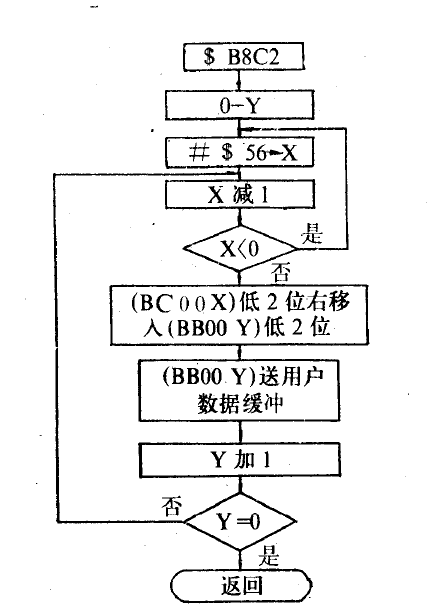 $ B8C2
0→Y
# $ 56→X
X 减 1
X<0
是
否
(BC00X)低2位右移
入(BB00 Y)低2位
(BB00 Y)送用户
数据缓冲
Y 加 1
否
Y=0
是
返回